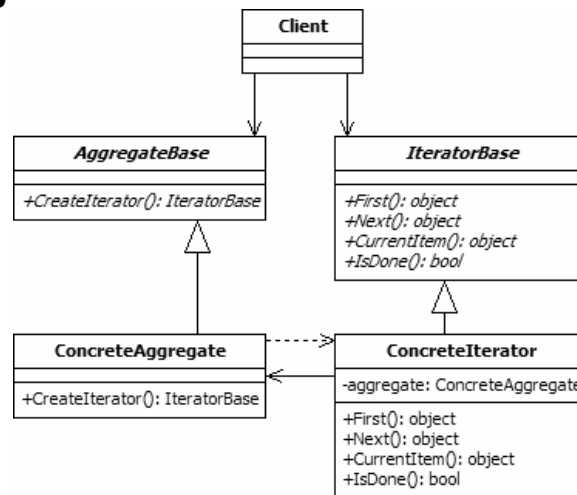 Client
AggregateBase
+CreateIterator(): IteratorBase
IteratorBase
+First(): object
+Next(): object
+CurrentItem(): object
+IsDone(): bool
ConcreteAggregate
+CreateIterator(): IteratorBase
ConcreteIterator
-aggregate: ConcreteAggregate
+First(): object
+Next(): object
+CurrentItem(): object
+IsDone(): bool